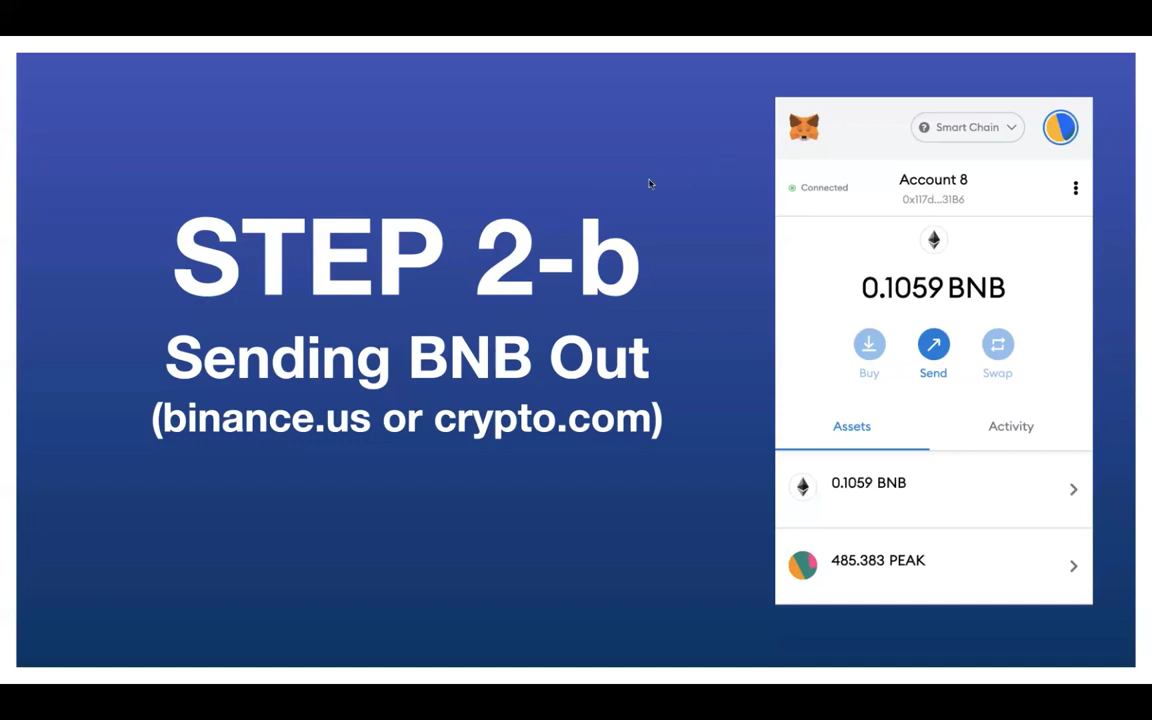 STEP 2-b
Sending BNB Out
(binance.us or crypto.com)
Smart Chain
Connected
Account 8
0x117d...31B6
0.1059 BNB
Buy
Send
Swap
Assets
Activity
0.1059 BNB
485.383 PEAK